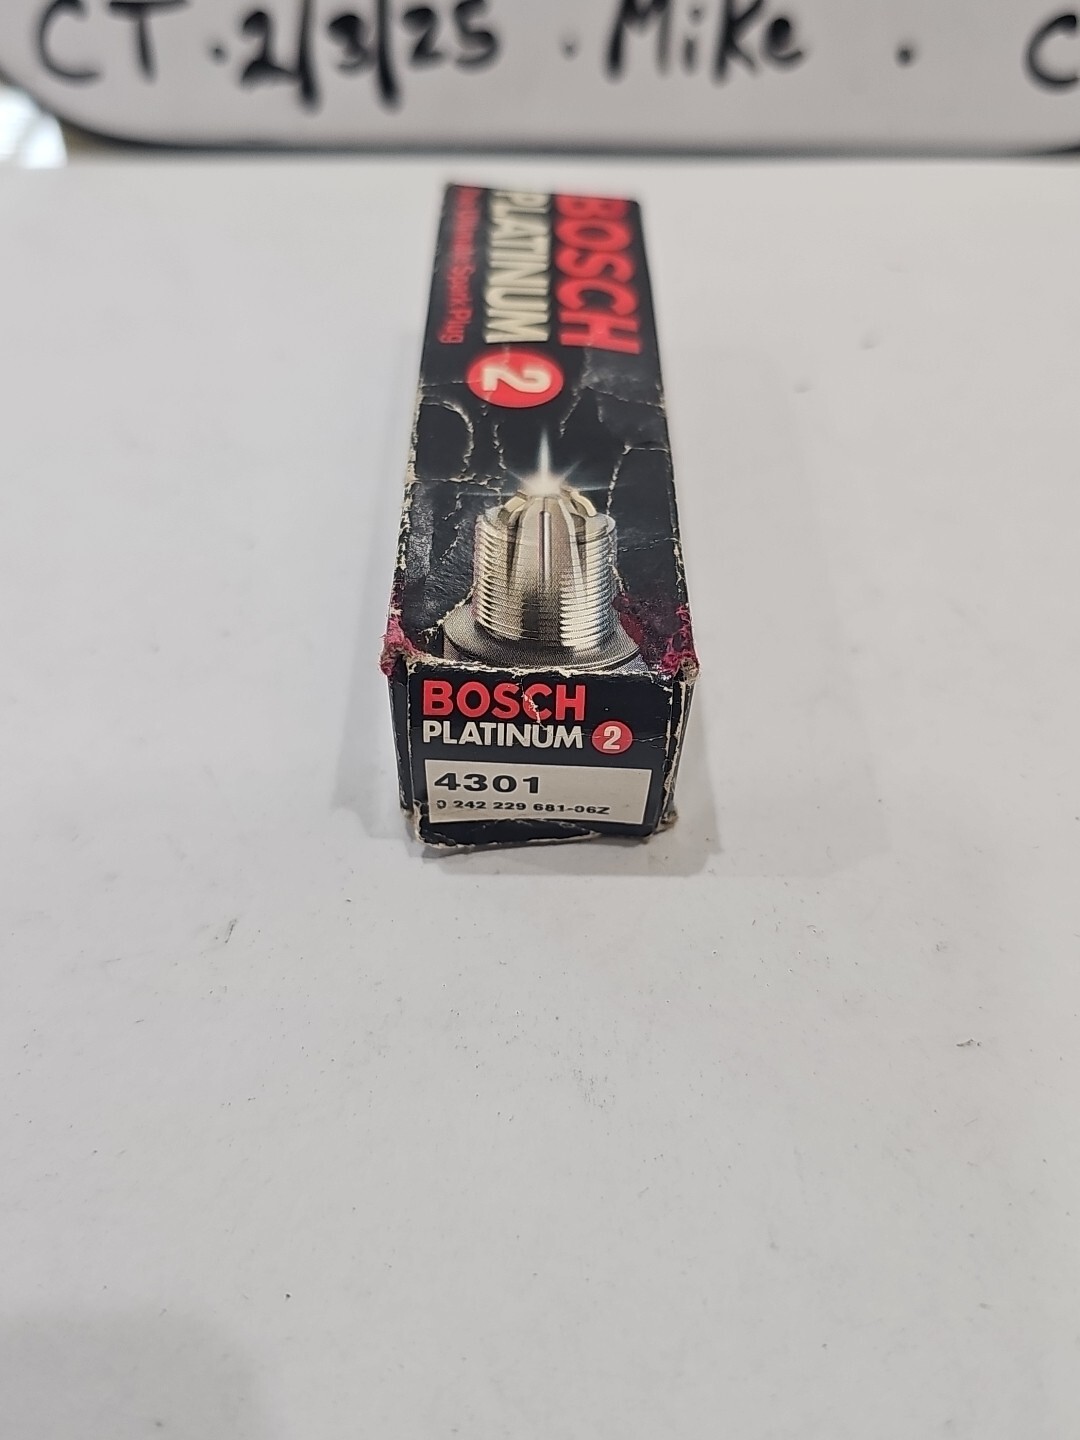 CT . 2/3/25 . Mike . C
BOSCH
PLATINUM 2
Spark Plug
BOSCH
PLATINUM 2
4301
0 242 229 681-06Z